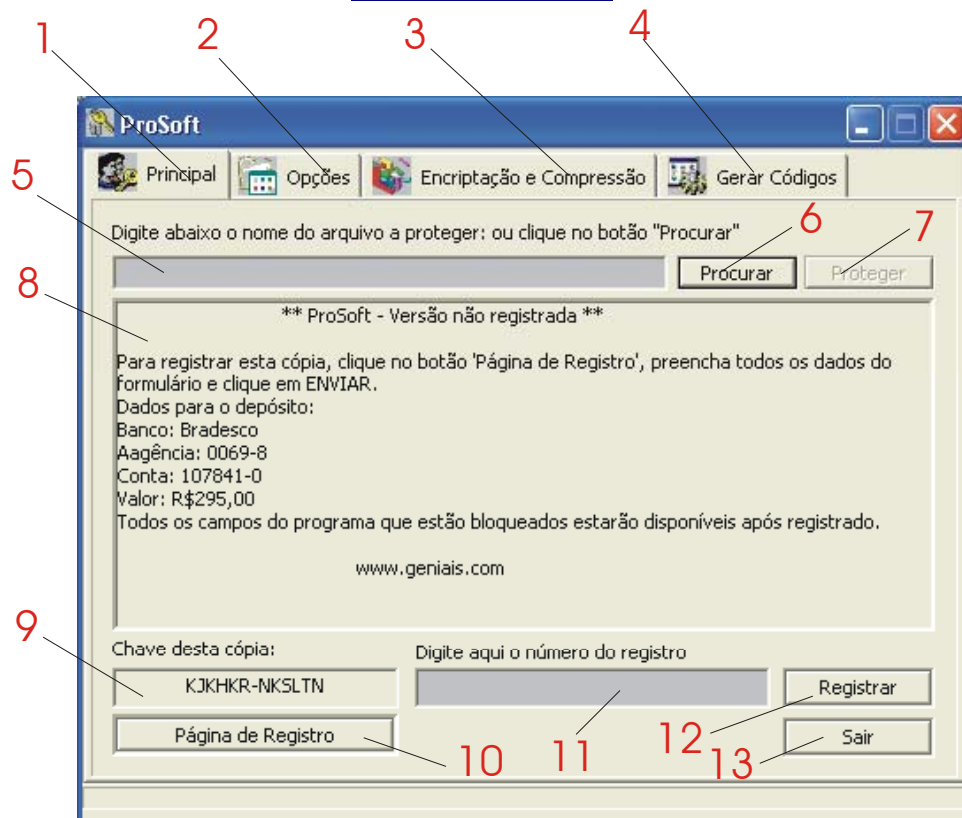 1 2 3 4
ProSoft
Principal Opções Encriptação e Compressão Gerar Códigos
5
Digite abaixo o nome do arquivo a proteger: ou clique no botão "Procurar"
6 7
Procurar Proteger
8
** ProSoft - Versão não registrada **
Para registrar esta cópia, clique no botão 'Página de Registro', preencha todos os dados do
formulário e clique em ENVIAR.
Dados para o depósito:
Banco: Bradesco
Aagência: 0069-8
Conta: 107841-0
Valor: R$295,00
Todos os campos do programa que estão bloqueados estarão disponíveis após registrado.
www.geniais.com
9
Chave desta cópia: Digite aqui o número do registro
KJKHKR-NKSLTN Registrar
Página de Registro Sair
10 11 12 13